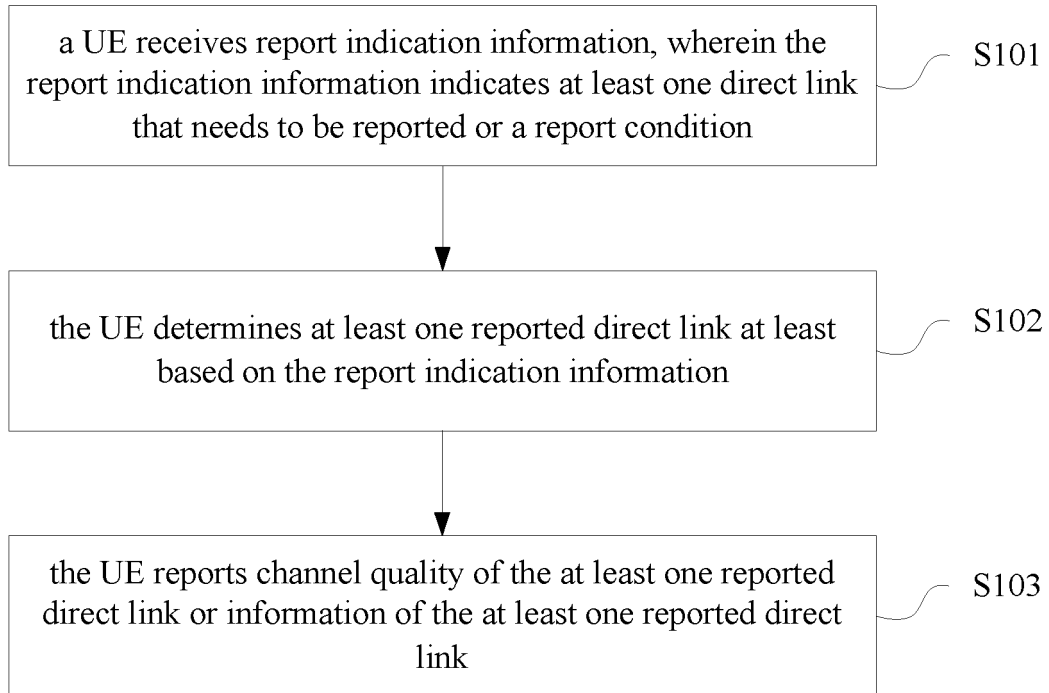 a UE receives report indication information, wherein the
report indication information indicates at least one direct link
that needs to be reported or a report condition
S101
the UE determines at least one reported direct link at least
based on the report indication information
S102
the UE reports channel quality of the at least one reported
direct link or information of the at least one reported direct
link
S103